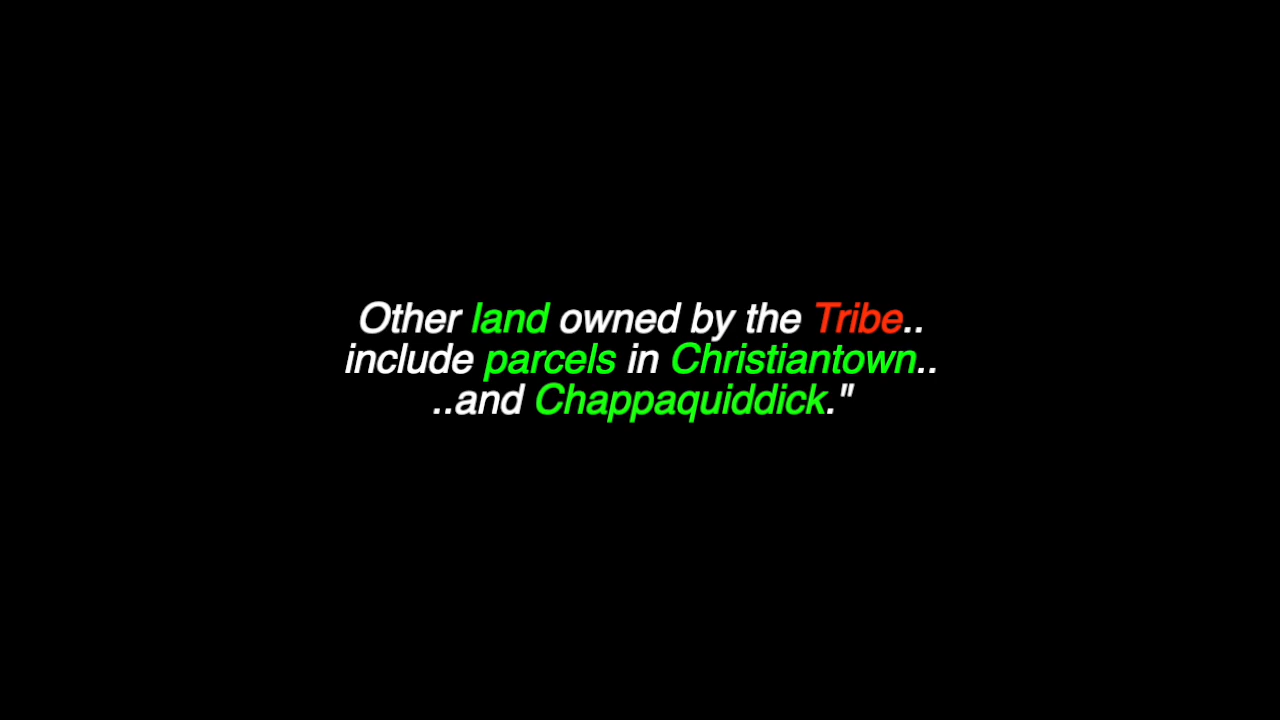 Other land owned by the Tribe..
include parcels in Christiantown..
..and Chappaquiddick."